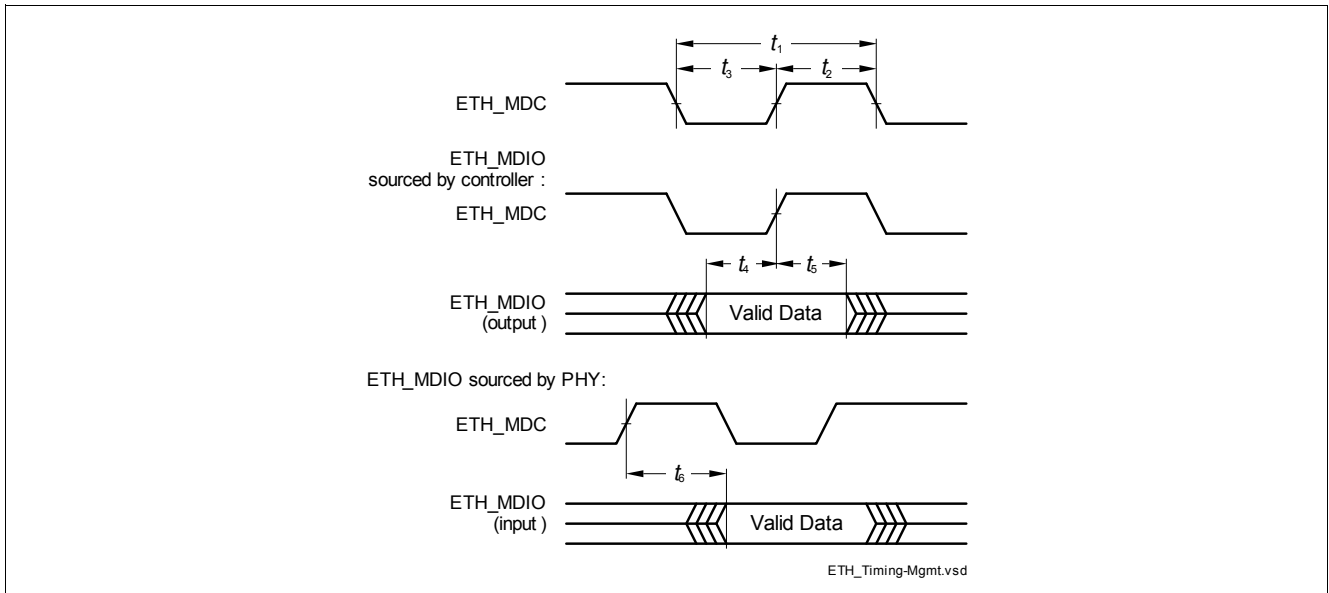 t1
t3 t2
ETH_MDC
ETH_MDIO
sourced by controller :
ETH_MDC
t4 t5
ETH_MDIO
(output )
Valid Data
ETH_MDIO sourced by PHY:
ETH_MDC
t6
ETH_MDIO
(input )
Valid Data
ETH_Timing-Mgmt.vsd